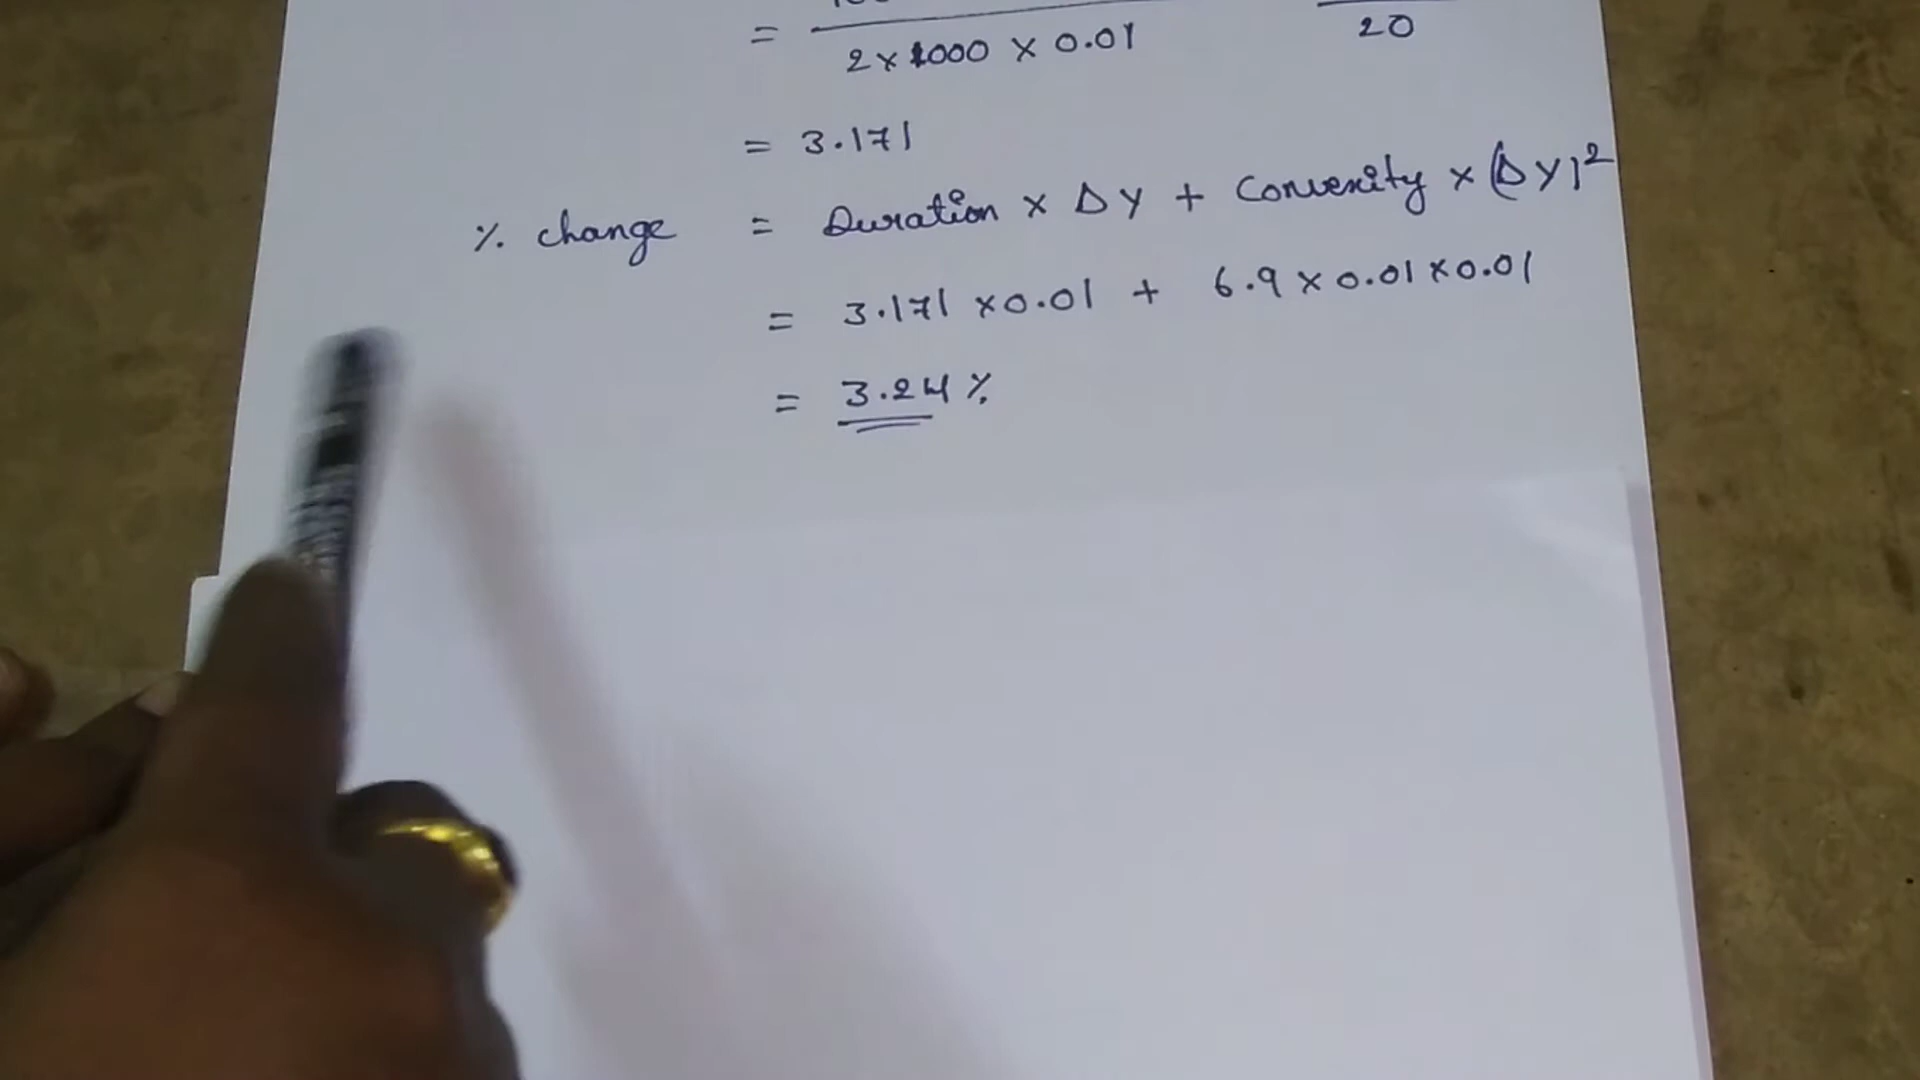 =
2 × 1000 × 0.01
20
= 3.171
% change = Duration × Δy + Convexity × (Δy)²
= 3.171 × 0.01 + 6.9 × 0.01 × 0.01
= 3.24 %